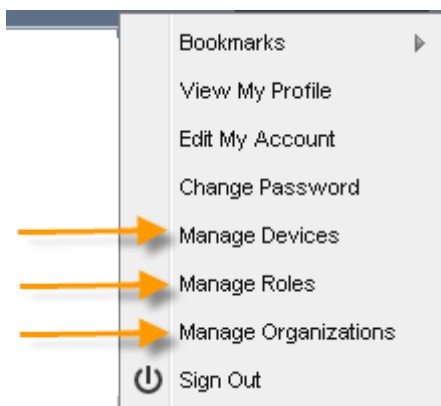 Bookmarks
View My Profile
Edit My Account
Change Password
Manage Devices
Manage Roles
Manage Organizations
Sign Out